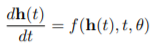 dh(t)/dt = f(h(t), t, θ)